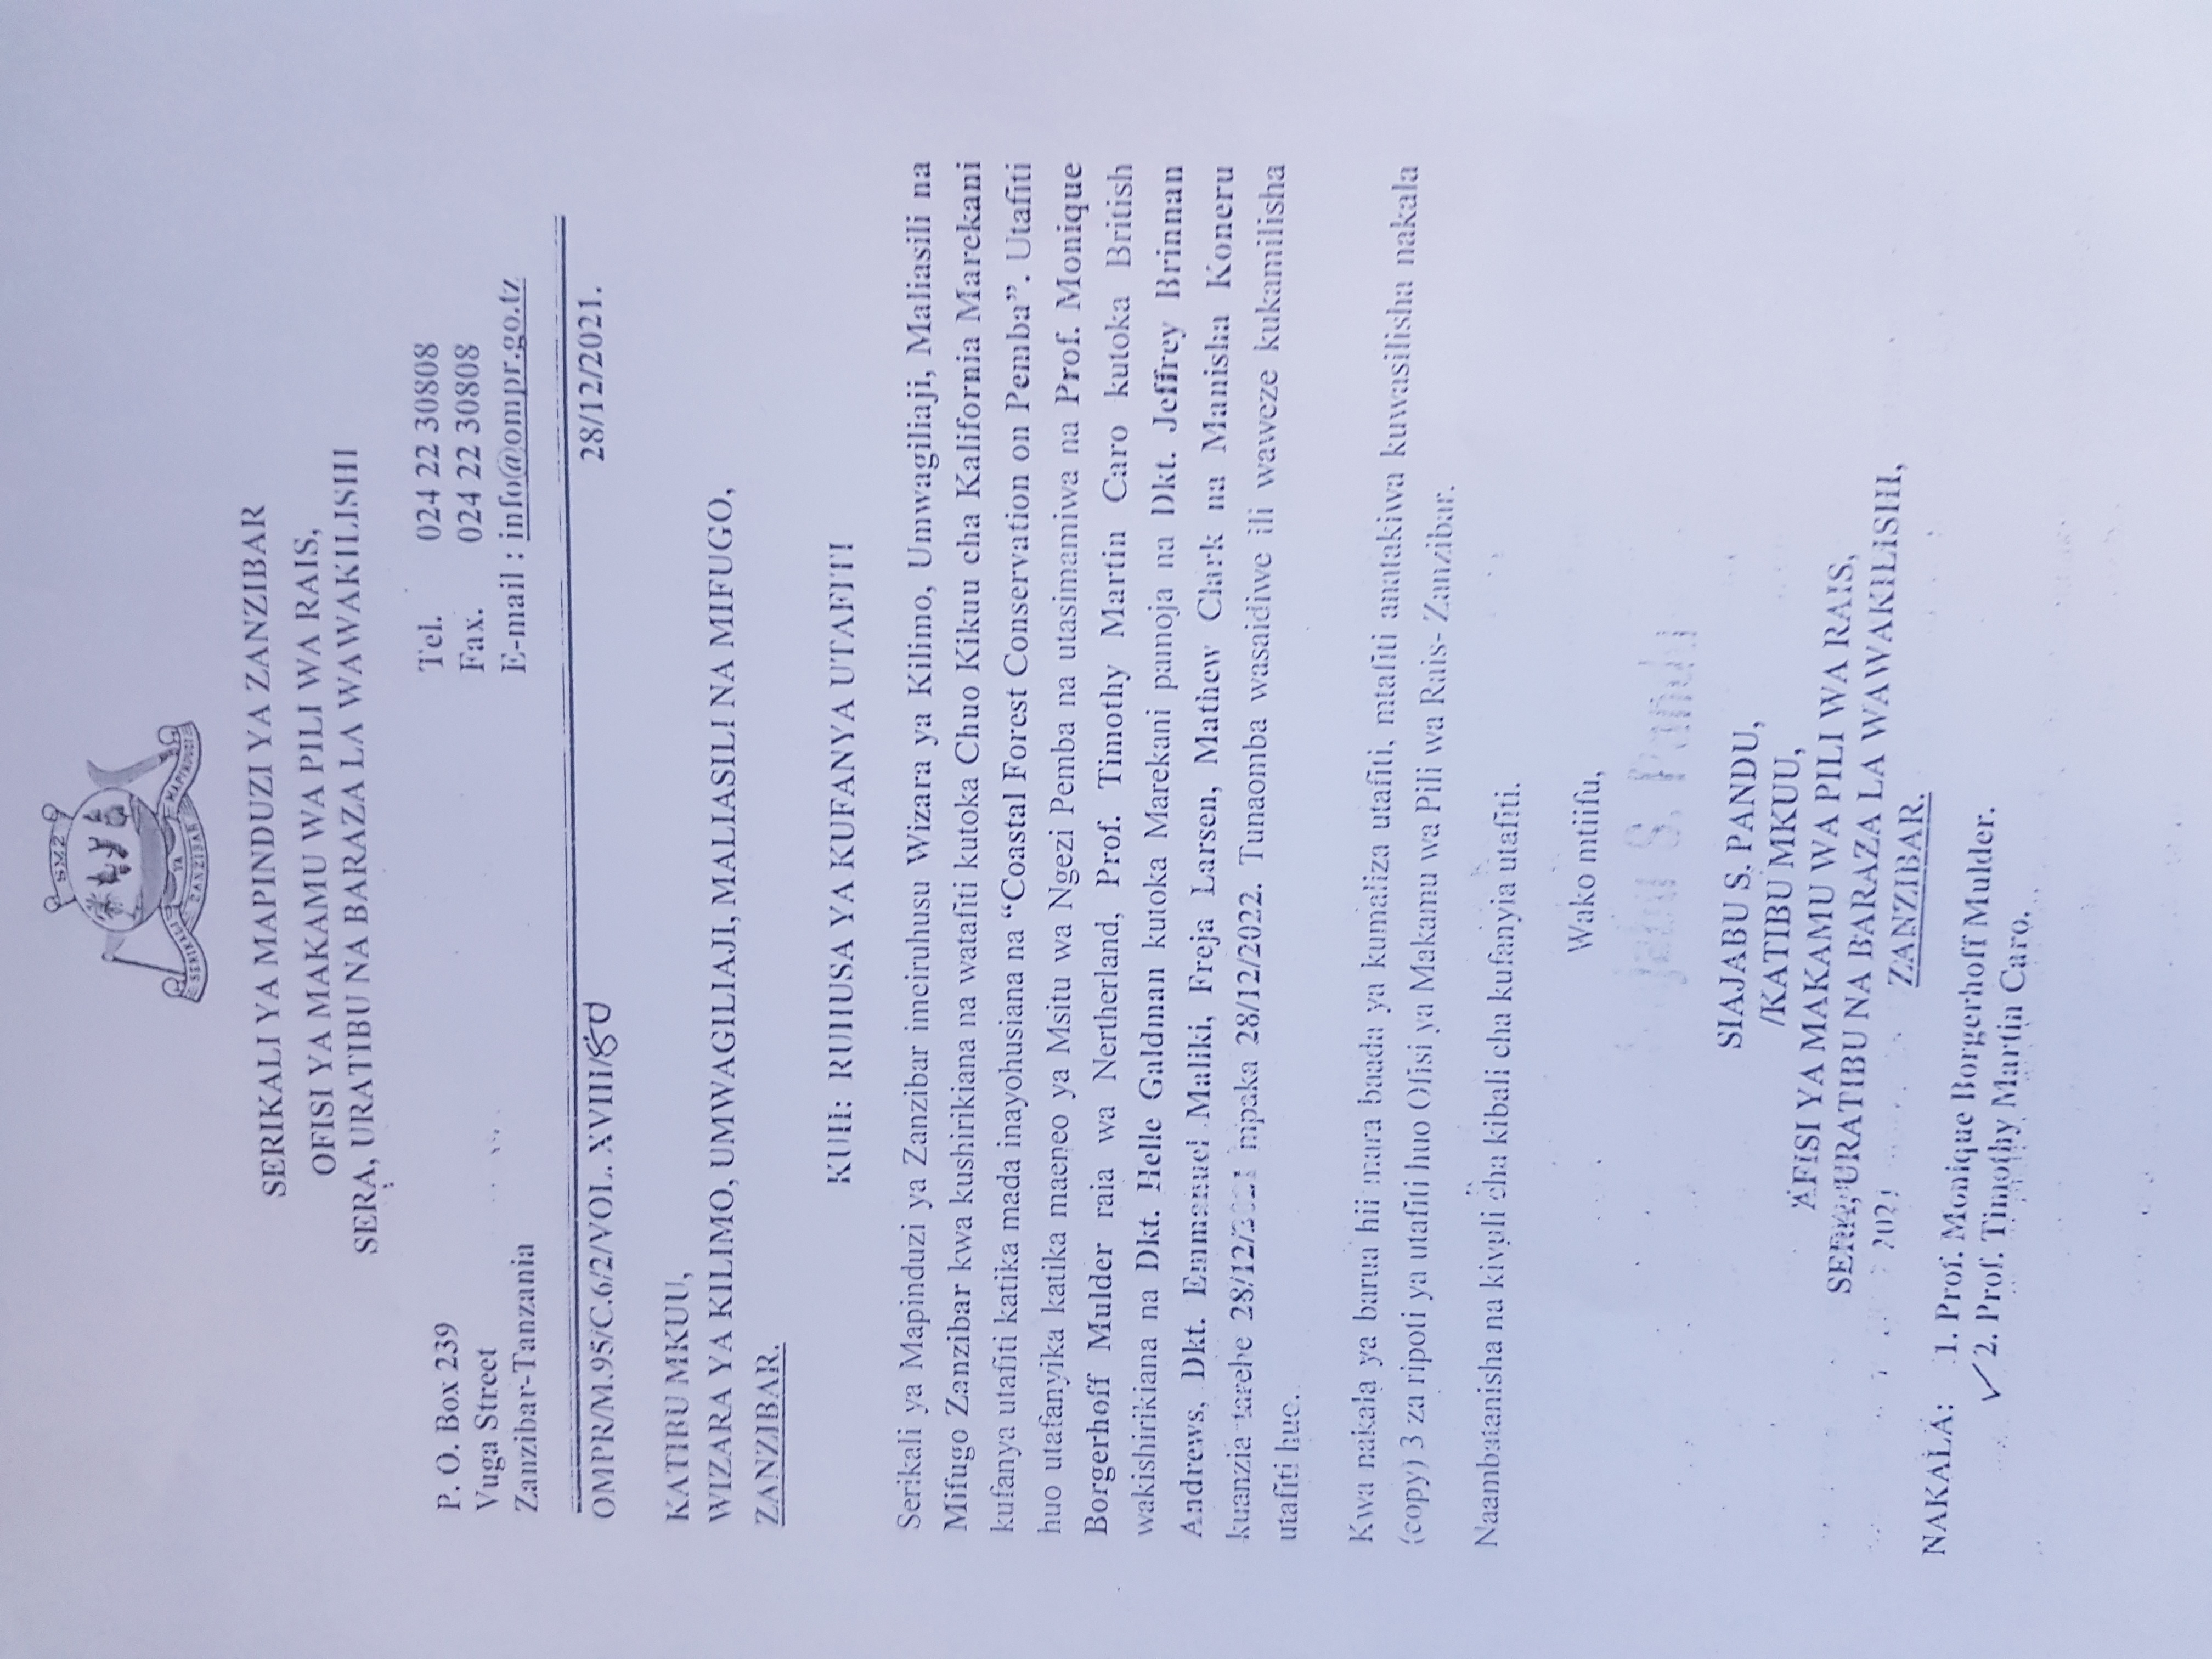 SMZ
SERIKALI YA MAPINDUZI
ZANZIBAR
SERIKALI YA MAPINDUZI YA ZANZIBAR
OFISI YA MAKAMU WA PILI WA RAIS,
SERA, URATIBU NA BARAZA LA WAWAKILISHI
P. O. Box 239
Vuga Street
Zanzibar-Tanzania
Tel. 024 22 30808
Fax. 024 22 30808
E-mail : info@ompr.go.tz
OMPR/M.95/C.6/2/VOL. XVIII/80
28/12/2021.
KATIBU MKUU,
WIZARA YA KILIMO, UMWAGILIAJI, MALIASILI NA MIFUGO,
ZANZIBAR.
KUH: RUHUSA YA KUFANYA UTAFITI
Serikali ya Mapinduzi ya Zanzibar imeiruhusu Wizara ya Kilimo, Umwagiliaji, Maliasili na
Mifugo Zanzibar kwa kushirikiana na watafiti kutoka Chuo Kikuu cha Kalifornia Marekani
kufanya utafiti katika mada inayohusiana na “Coastal Forest Conservation on Pemba”. Utafiti
huo utafanyika katika maeneo ya Msitu wa Ngezi Pemba na utasimamiwa na Prof. Monique
Borgerhoff Mulder raia wa Nertherland, Prof. Timothy Martin Caro kutoka British
wakishirikiana na Dkt. Helle Galdman kutoka Marekani pamoja na Dkt. Jeffrey Brinnan
Andrews, Dkt. Emmanuel Maliki, Freja Larsen, Mathew Clark na Manisha Koneru
kuanzia tarehe 28/12/2021 mpaka 28/12/2022. Tunaomba wasaidiwe ili waweze kukamilisha
utafiti huo.
Kwa nakala ya barua hii mara baada ya kumaliza utafiti, mtafiti anatakiwa kuwasilisha nakala
(copy) 3 za ripoti ya utafiti huo Ofisi ya Makamu wa Pili wa Rais- Zanzibar.
Naambatanisha na kivuli cha kibali cha kufanyia utafiti.
Wako mtiifu,
S. Pandu
SIAJABU S. PANDU,
/KATIBU MKUU,
AFISI YA MAKAMU WA PILI WA RAIS,
SERA, URATIBU NA BARAZA LA WAWAKILISHI,
2021
ZANZIBAR.
NAKALA: 1. Prof. Monique Borgerhoff Mulder.
✓ 2. Prof. Timothy Martin Caro.